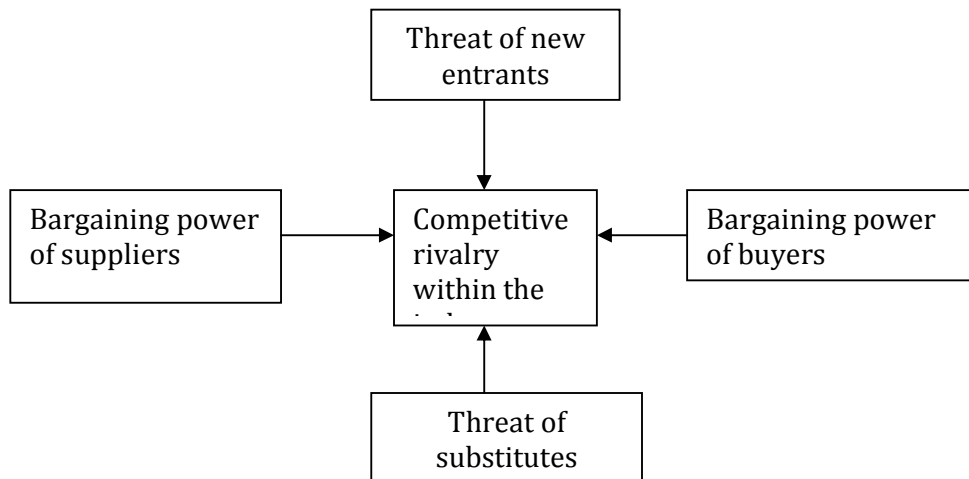 Threat of new
entrants
Bargaining power
of suppliers
Competitive
rivalry
within the
Bargaining power
of buyers
Threat of
substitutes